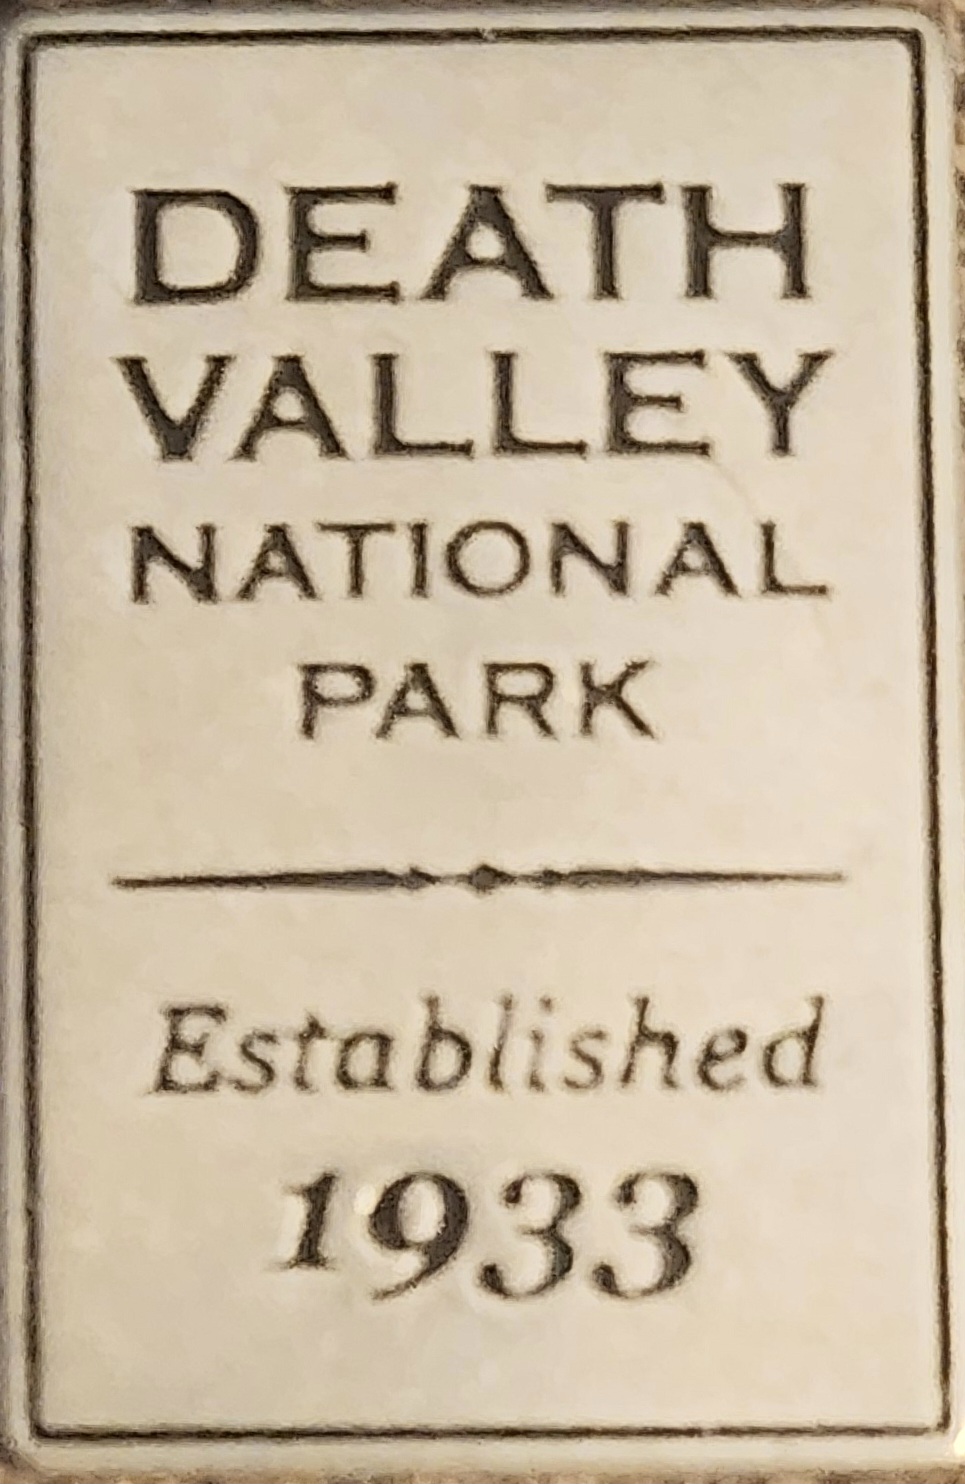 DEATH
VALLEY
NATIONAL
PARK
Established
1933